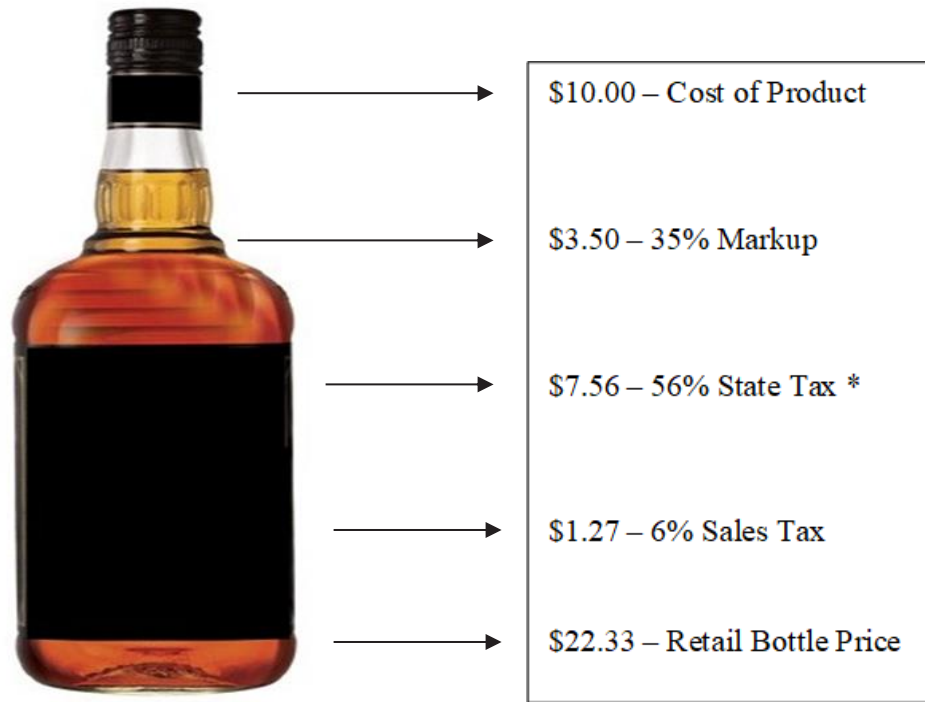 $10.00 – Cost of Product
$3.50 – 35% Markup
$7.56 – 56% State Tax *
$1.27 – 6% Sales Tax
$22.33 – Retail Bottle Price